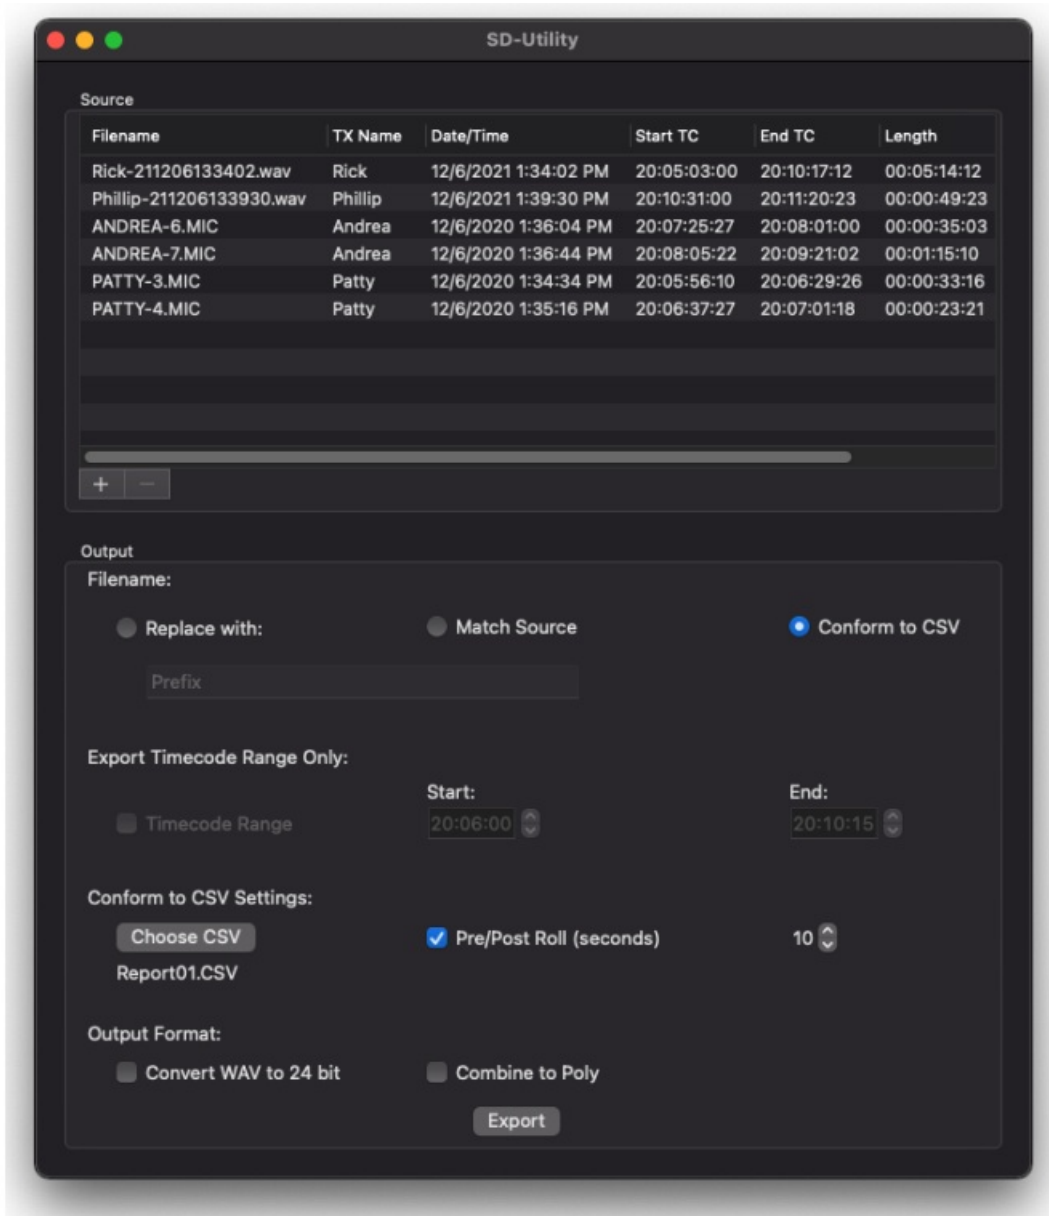 SD-Utility
Source
Filename TX Name Date/Time Start TC End TC Length
Rick-211206133402.wav Rick 12/6/2021 1:34:02 PM 20:05:03:00 20:10:17:12 00:05:14:12
Phillip-211206133930.wav Phillip 12/6/2021 1:39:30 PM 20:10:31:00 20:11:20:23 00:00:49:23
ANDREA-6.MIC Andrea 12/6/2020 1:36:04 PM 20:07:25:27 20:08:01:00 00:00:35:03
ANDREA-7.MIC Andrea 12/6/2020 1:36:44 PM 20:08:05:22 20:09:21:02 00:01:15:10
PATTY-3.MIC Patty 12/6/2020 1:34:34 PM 20:05:56:10 20:06:29:26 00:00:33:16
PATTY-4.MIC Patty 12/6/2020 1:35:16 PM 20:06:37:27 20:07:01:18 00:00:23:21
+ −
Output
Filename:
Replace with: Match Source Conform to CSV
Prefix
Export Timecode Range Only:
Start: End:
Timecode Range 20:06:00 20:10:15
Conform to CSV Settings:
Choose CSV Pre/Post Roll (seconds) 10
Report01.CSV
Output Format:
Convert WAV to 24 bit Combine to Poly
Export